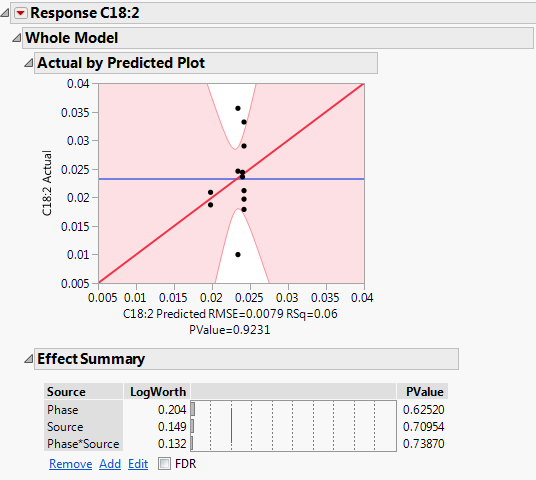 Response C18:2
Whole Model
Actual by Predicted Plot
0.04
0.035
0.03
0.025
0.02
0.015
0.01
0.005
C18:2 Actual
0.005 0.01 0.015 0.02 0.025 0.03 0.035 0.04
C18:2 Predicted RMSE=0.0079 RSq=0.06
PValue=0.9231
Effect Summary
Source LogWorth PValue
Phase 0.204 0.62520
Source 0.149 0.70954
Phase*Source 0.132 0.73870
Remove Add Edit FDR